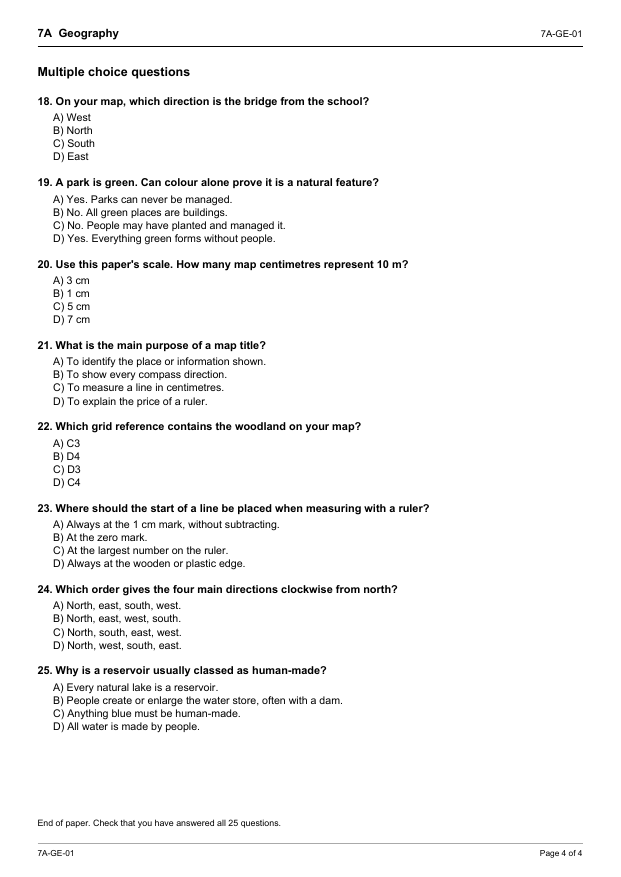 7A Geography
7A-GE-01
Multiple choice questions
18. On your map, which direction is the bridge from the school?
A) West
B) North
C) South
D) East
19. A park is green. Can colour alone prove it is a natural feature?
A) Yes. Parks can never be managed.
B) No. All green places are buildings.
C) No. People may have planted and managed it.
D) Yes. Everything green forms without people.
20. Use this paper's scale. How many map centimetres represent 10 m?
A) 3 cm
B) 1 cm
C) 5 cm
D) 7 cm
21. What is the main purpose of a map title?
A) To identify the place or information shown.
B) To show every compass direction.
C) To measure a line in centimetres.
D) To explain the price of a ruler.
22. Which grid reference contains the woodland on your map?
A) C3
B) D4
C) D3
D) C4
23. Where should the start of a line be placed when measuring with a ruler?
A) Always at the 1 cm mark, without subtracting.
B) At the zero mark.
C) At the largest number on the ruler.
D) Always at the wooden or plastic edge.
24. Which order gives the four main directions clockwise from north?
A) North, east, south, west.
B) North, east, west, south.
C) North, south, east, west.
D) North, west, south, east.
25. Why is a reservoir usually classed as human-made?
A) Every natural lake is a reservoir.
B) People create or enlarge the water store, often with a dam.
C) Anything blue must be human-made.
D) All water is made by people.
End of paper. Check that you have answered all 25 questions.
7A-GE-01
Page 4 of 4